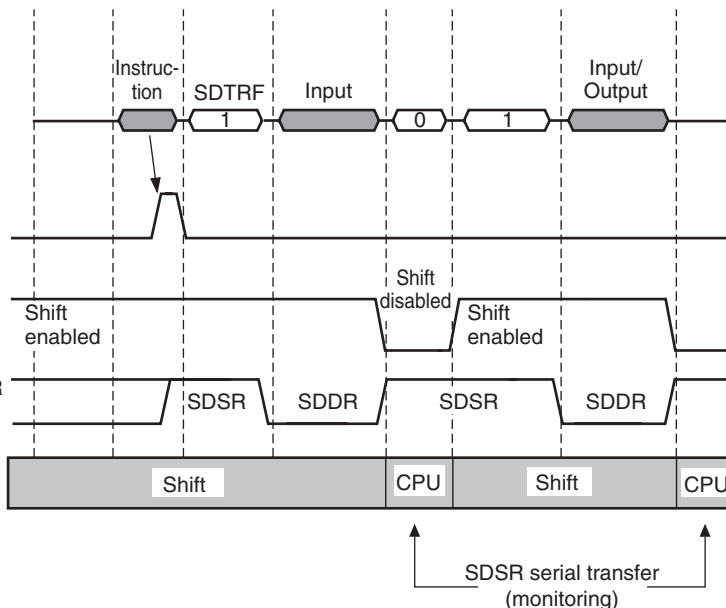 Instruc-
tion
SDTRF
Input
Input/
Output
1
0
1
Shift
disabled
Shift
enabled
Shift
enabled
SDSR
SDDR
SDSR
SDDR
Shift
CPU
Shift
CPU
SDSR serial transfer
(monitoring)